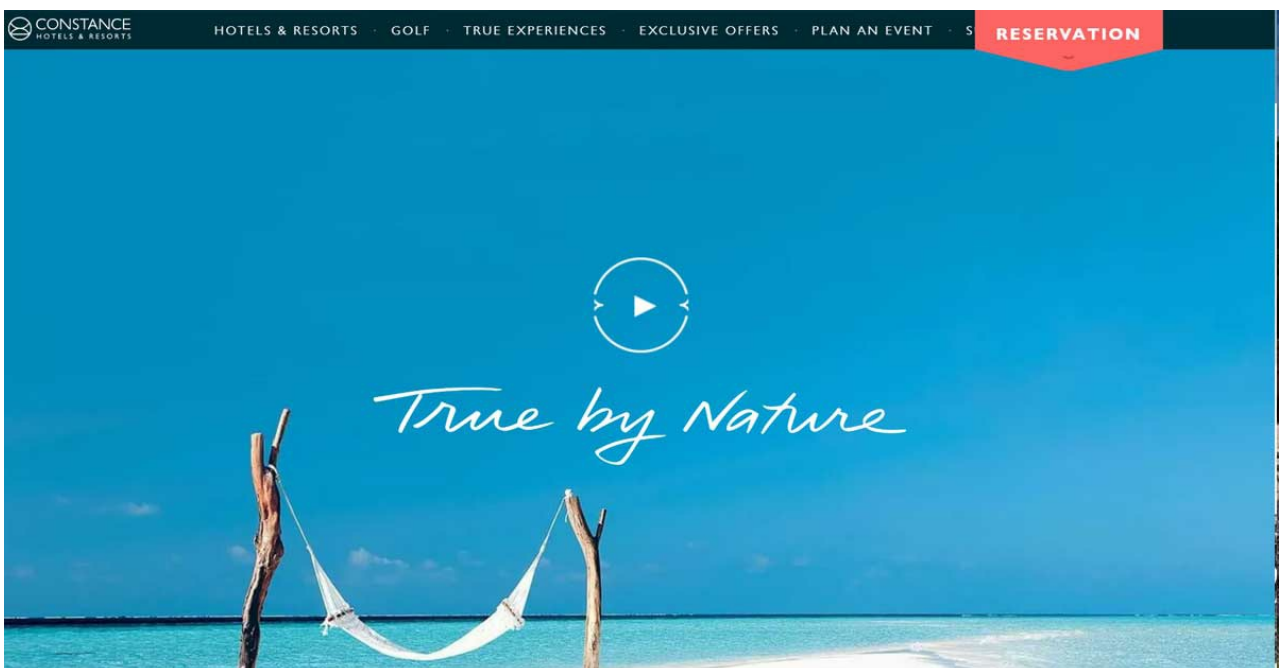 CONSTANCE
HOTELS & RESORTS
HOTELS & RESORTS · GOLF · TRUE EXPERIENCES · EXCLUSIVE OFFERS · PLAN AN EVENT · S
RESERVATION
True by Nature